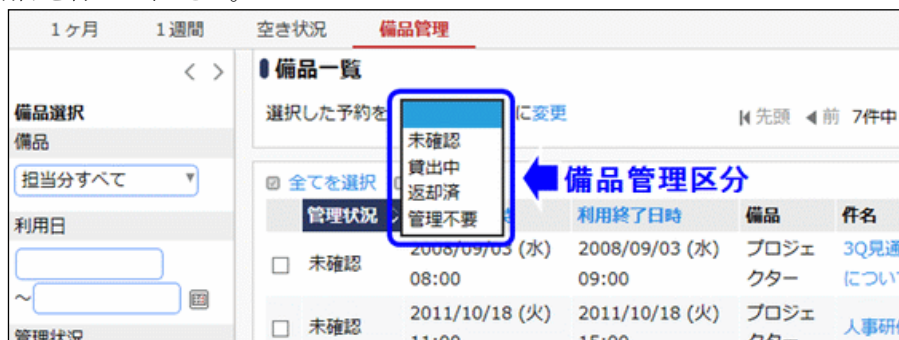 1ヶ月 1週間 空き状況 備品管理
< >
備品選択
備品
担当分すべて
利用日
～
管理状況
備品一覧
選択した予約を に変更
先頭 前 7件中
未確認
貸出中
返却済
管理不要
備品管理区分
全てを選択
管理状況 利用終了日時 備品 件名
未確認 2008/09/03 (水) 08:00 2008/09/03 (水) 09:00 プロジェクター 3Q見通
につい
未確認 2011/10/18 (火) 2011/10/18 (火) プロジェ 人事研